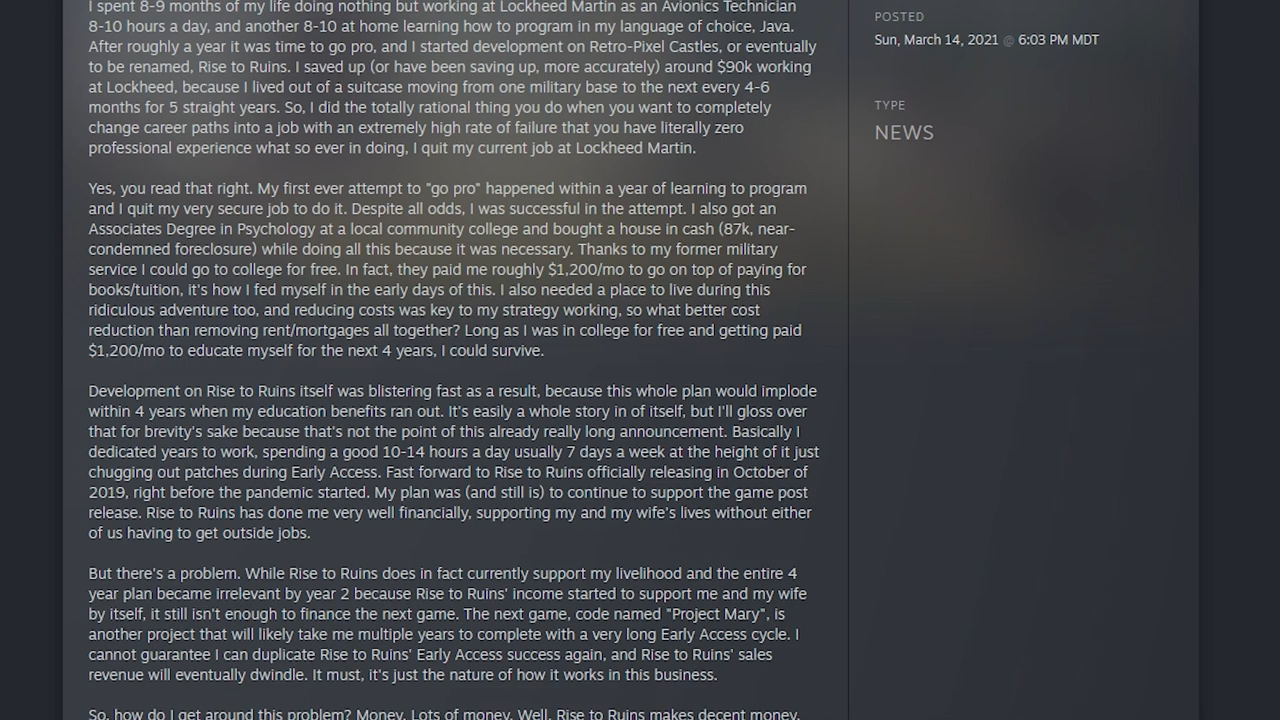 I spent 8-9 months of my life doing nothing but working at Lockheed Martin as an Avionics Technician
8-10 hours a day, and another 8-10 at home learning how to program in my language of choice, Java.
After roughly a year it was time to go pro, and I started development on Retro-Pixel Castles, or eventually
to be renamed, Rise to Ruins. I saved up (or have been saving up, more accurately) around $90k working
at Lockheed, because I lived out of a suitcase moving from one military base to the next every 4-6
months for 5 straight years. So, I did the totally rational thing you do when you want to completely
change career paths into a job with an extremely high rate of failure that you have literally zero
professional experience what so ever in doing, I quit my current job at Lockheed Martin.
Yes, you read that right. My first ever attempt to "go pro" happened within a year of learning to program
and I quit my very secure job to do it. Despite all odds, I was successful in the attempt. I also got an
Associates Degree in Psychology at a local community college and bought a house in cash (87k, near-
condemned foreclosure) while doing all this because it was necessary. Thanks to my former military
service I could go to college for free. In fact, they paid me roughly $1,200/mo to go on top of paying for
books/tuition, it's how I fed myself in the early days of this. I also needed a place to live during this
ridiculous adventure too, and reducing costs was key to my strategy working, so what better cost
reduction than removing rent/mortgages all together? Long as I was in college for free and getting paid
$1,200/mo to educate myself for the next 4 years, I could survive.
Development on Rise to Ruins itself was blistering fast as a result, because this whole plan would implode
within 4 years when my education benefits ran out. It's easily a whole story in of itself, but I'll gloss over
that for brevity's sake because that's not the point of this already really long announcement. Basically I
dedicated years to work, spending a good 10-14 hours a day usually 7 days a week at the height of it just
chugging out patches during Early Access. Fast forward to Rise to Ruins officially releasing in October of
2019, right before the pandemic started. My plan was (and still is) to continue to support the game post
release. Rise to Ruins has done me very well financially, supporting my and my wife's lives without either
of us having to get outside jobs.
But there's a problem. While Rise to Ruins does in fact currently support my livelihood and the entire 4
year plan became irrelevant by year 2 because Rise to Ruins' income started to support me and my wife
by itself, it still isn't enough to finance the next game. The next game, code named "Project Mary", is
another project that will likely take me multiple years to complete with a very long Early Access cycle. I
cannot guarantee I can duplicate Rise to Ruins' Early Access success again, and Rise to Ruins' sales
revenue will eventually dwindle. It must, it's just the nature of how it works in this business.
So, how do I get around this problem? Money. Lots of money. Well, Rise to Ruins makes decent money,
POSTED
Sun, March 14, 2021 @ 6:03 PM MDT
TYPE
NEWS